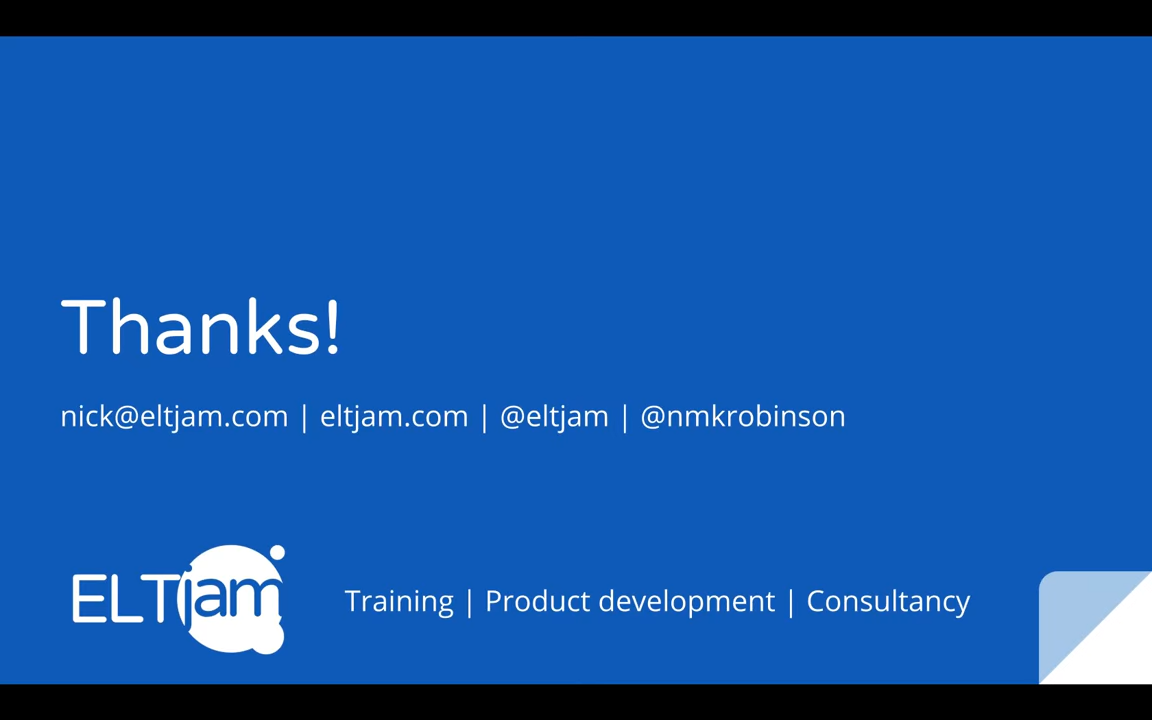 Thanks!
nick@eltjam.com | eltjam.com | @eltjam | @nmkrobinson
ELTjam
Training | Product development | Consultancy